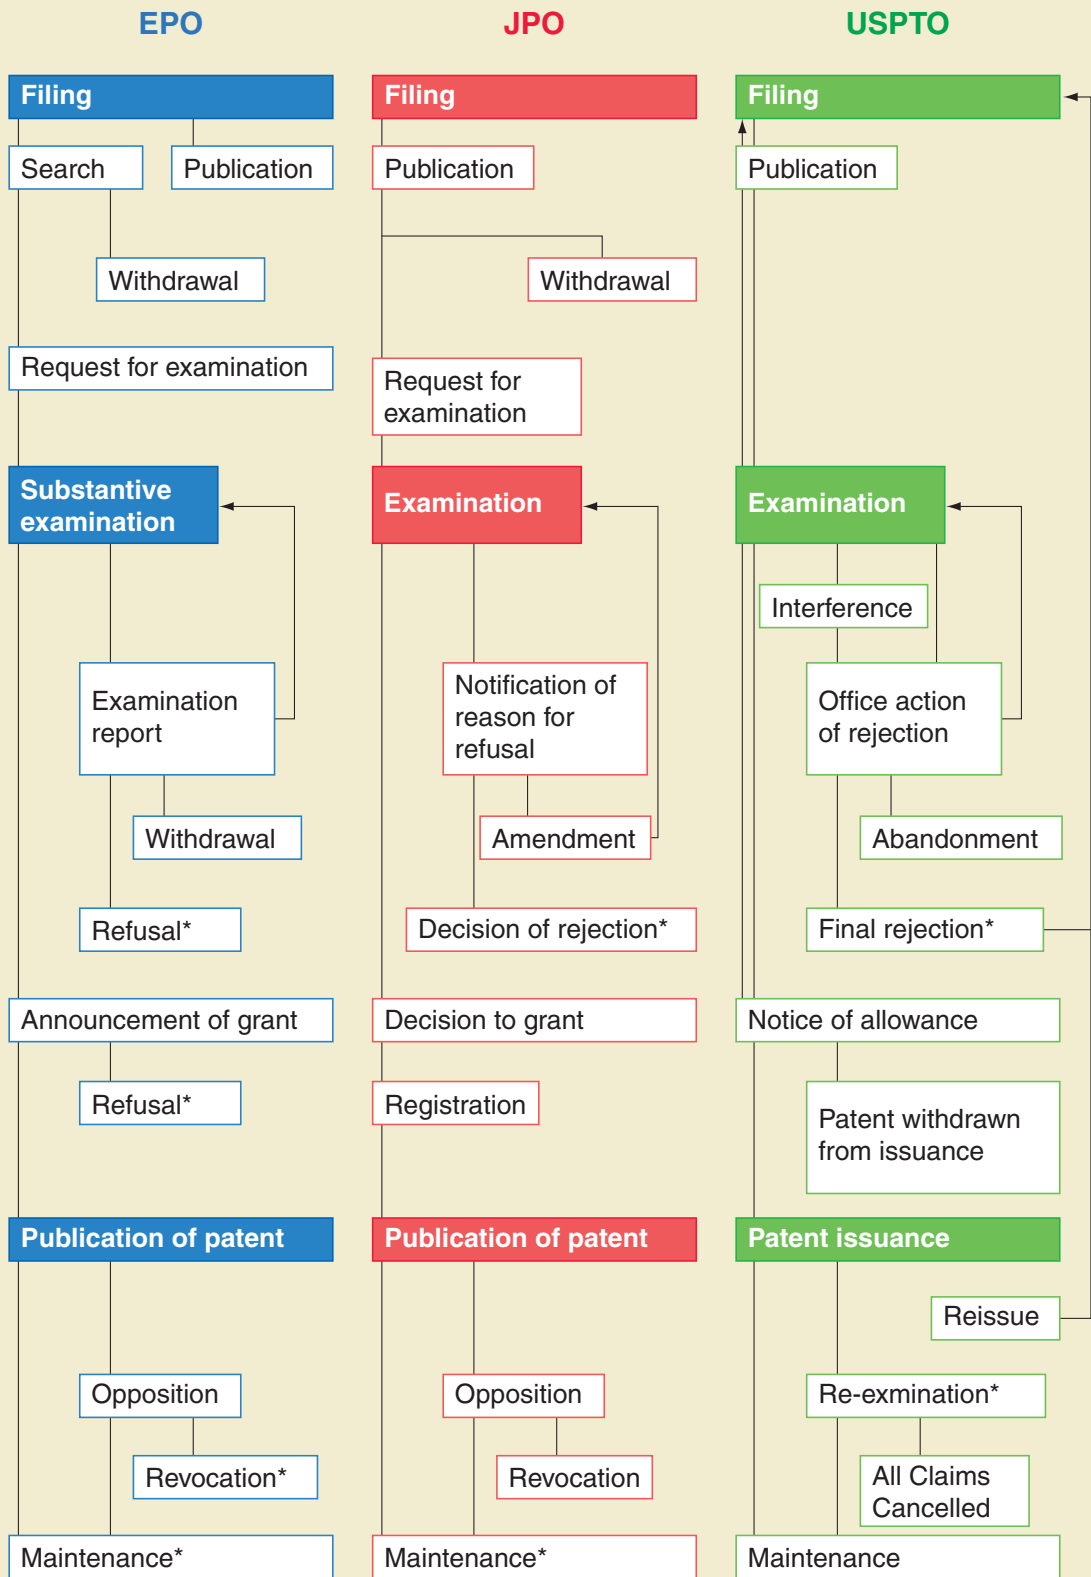 EPO
Filing
Search
Publication
Withdrawal
Request for examination
Substantive
examination
Examination
report
Withdrawal
Refusal*
Announcement of grant
Refusal*
Publication of patent
Opposition
Revocation*
Maintenance*
JPO
Filing
Publication
Withdrawal
Request for
examination
Examination
Notification of
reason for
refusal
Amendment
Decision of rejection*
Decision to grant
Registration
Publication of patent
Opposition
Revocation
Maintenance*
USPTO
Filing
Publication
Examination
Interference
Office action
of rejection
Abandonment
Final rejection*
Notice of allowance
Patent withdrawn
from issuance
Patent issuance
Reissue
Re-exmination*
All Claims
Cancelled
Maintenance